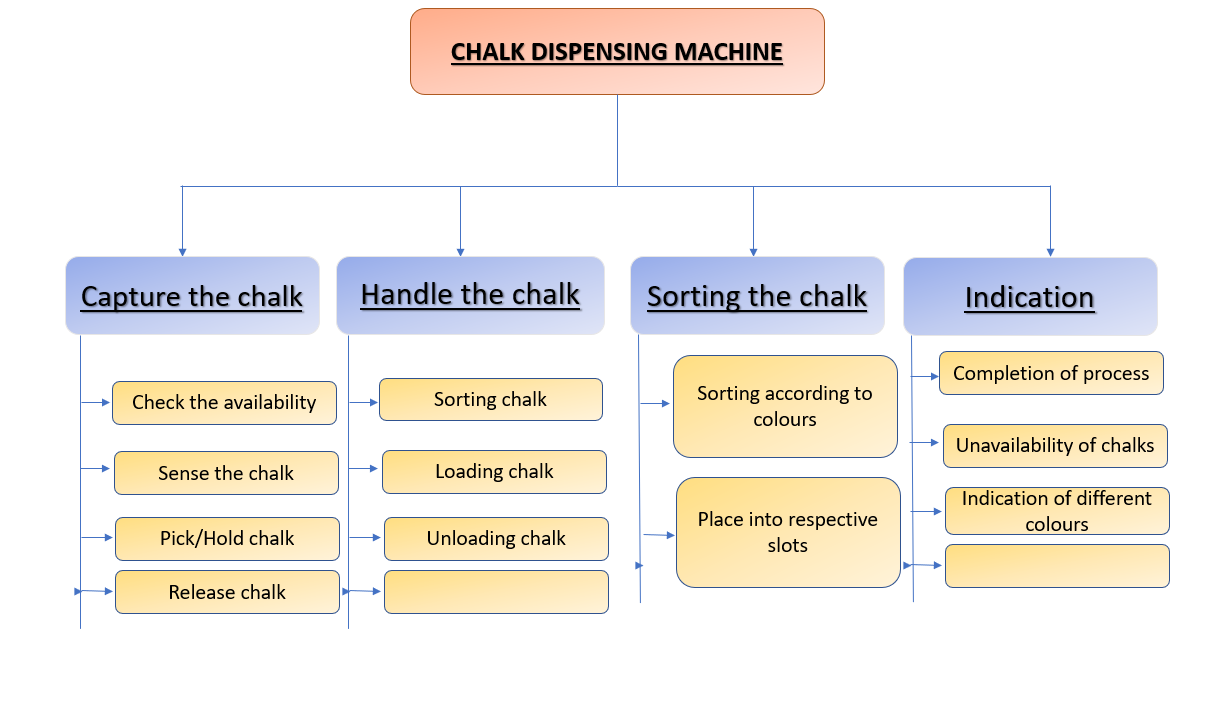 CHALK DISPENSING MACHINE
Capture the chalk
Check the availability
Sense the chalk
Pick/Hold chalk
Release chalk
Handle the chalk
Sorting chalk
Loading chalk
Unloading chalk
Sorting the chalk
Sorting according to
colours
Place into respective
slots
Indication
Completion of process
Unavailability of chalks
Indication of different
colours